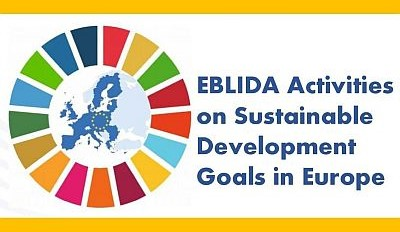 EBLIDA Activities
on Sustainable
Development
Goals in Europe